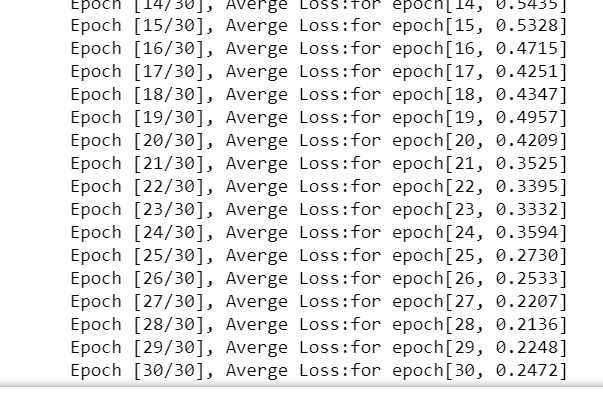 Epoch [14/30], Averge Loss:for epoch[14, 0.5435]
Epoch [15/30], Averge Loss:for epoch[15, 0.5328]
Epoch [16/30], Averge Loss:for epoch[16, 0.4715]
Epoch [17/30], Averge Loss:for epoch[17, 0.4251]
Epoch [18/30], Averge Loss:for epoch[18, 0.4347]
Epoch [19/30], Averge Loss:for epoch[19, 0.4957]
Epoch [20/30], Averge Loss:for epoch[20, 0.4209]
Epoch [21/30], Averge Loss:for epoch[21, 0.3525]
Epoch [22/30], Averge Loss:for epoch[22, 0.3395]
Epoch [23/30], Averge Loss:for epoch[23, 0.3332]
Epoch [24/30], Averge Loss:for epoch[24, 0.3594]
Epoch [25/30], Averge Loss:for epoch[25, 0.2730]
Epoch [26/30], Averge Loss:for epoch[26, 0.2533]
Epoch [27/30], Averge Loss:for epoch[27, 0.2207]
Epoch [28/30], Averge Loss:for epoch[28, 0.2136]
Epoch [29/30], Averge Loss:for epoch[29, 0.2248]
Epoch [30/30], Averge Loss:for epoch[30, 0.2472]